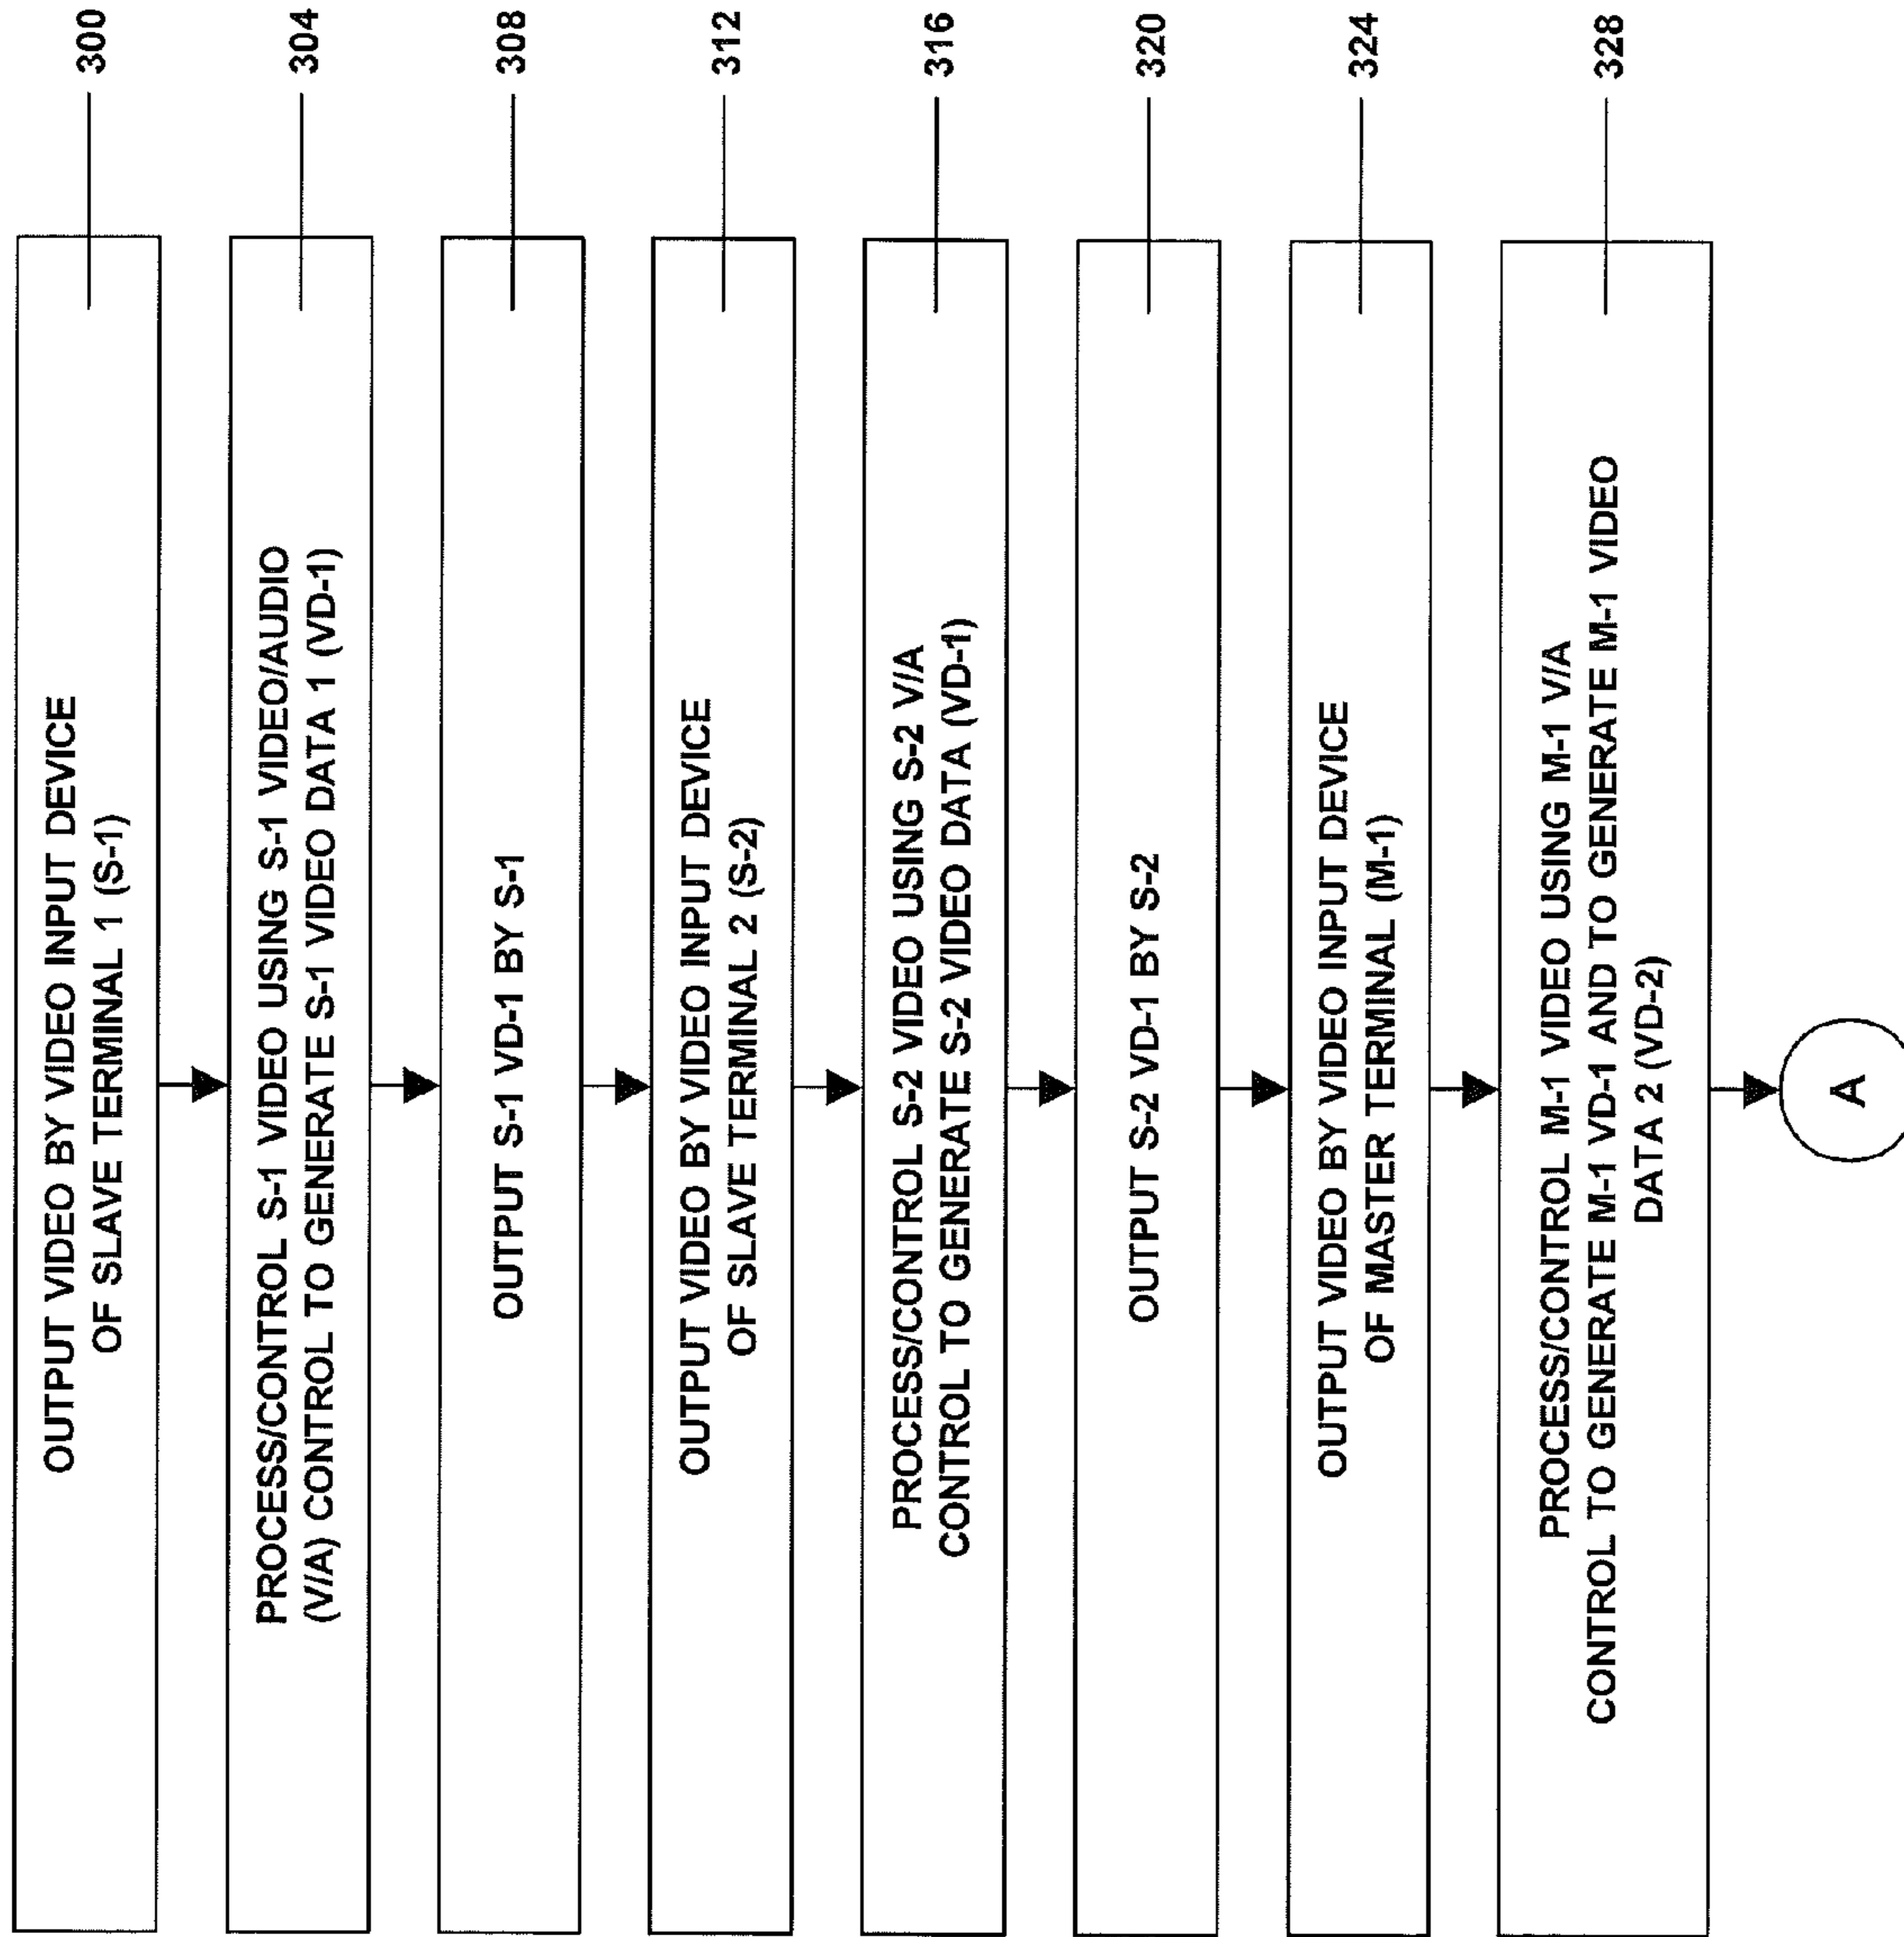 OUTPUT VIDEO BY VIDEO INPUT DEVICE
OF SLAVE TERMINAL 1 (S-1)
300
PROCESS/CONTROL S-1 VIDEO USING S-1 VIDEO/AUDIO
(V/A) CONTROL TO GENERATE S-1 VIDEO DATA 1 (VD-1)
304
OUTPUT S-1 VD-1 BY S-1
308
OUTPUT VIDEO BY VIDEO INPUT DEVICE
OF SLAVE TERMINAL 2 (S-2)
312
PROCESS/CONTROL S-2 VIDEO USING S-2 V/A
CONTROL TO GENERATE S-2 VIDEO DATA (VD-1)
316
OUTPUT S-2 VD-1 BY S-2
320
OUTPUT VIDEO BY VIDEO INPUT DEVICE
OF MASTER TERMINAL (M-1)
324
PROCESS/CONTROL M-1 VIDEO USING M-1 V/A
CONTROL TO GENERATE M-1 VD-1 AND TO GENERATE M-1 VIDEO
DATA 2 (VD-2)
328
A